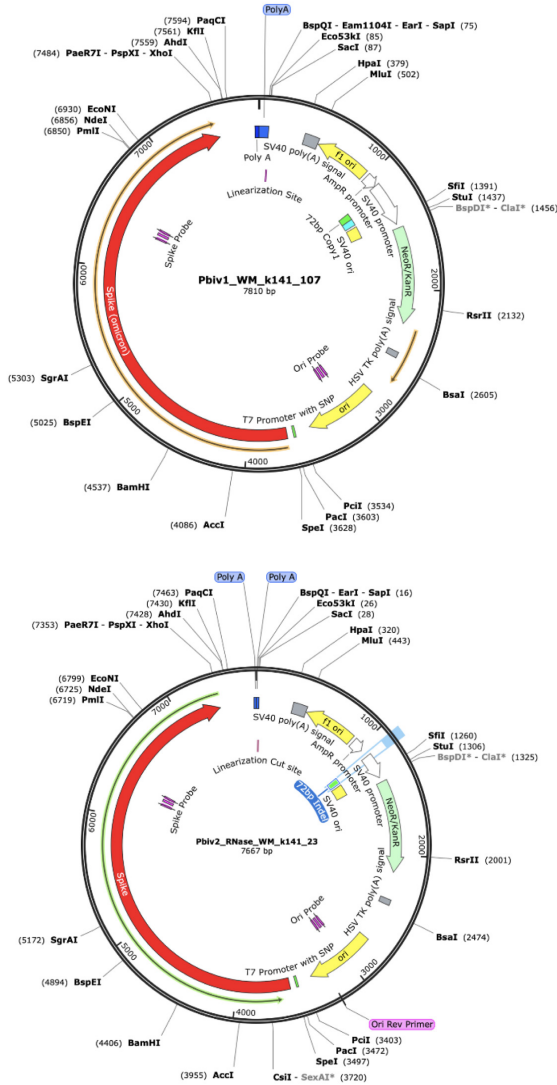 PolyA
(7594) PaqCI
(7561) KflI
(7559) AhdI
(7484) PaeR7I - PspXI - XhoI
BspQI - Eam1104I - EarI - SapI (75)
Eco53kI (85)
SacI (87)
HpaI (379)
MluI (502)
(6930) EcoNI
(6856) NdeI
(6850) PmlI
7000
1000
SV40 poly(A) signal
Poly A
f1 ori
AmpR promoter
SV40 promoter
Linearization Site
SfiI (1391)
StuI (1437)
BspDI* - ClaI* (1456)
72bp Copy1
SV40 ori
Spike Probe
NeoR/KanR
Pbiv1_WM_k141_107
7810 bp
6000
2000
Spike (omicron)
RsrII (2132)
HSV TK poly(A) signal
Ori Probe
(5303) SgrAI
BsaI (2605)
(5025) BspEI
5000
3000
T7 Promoter with SNP
ori
4000
(4537) BamHI
(4086) AccI
PciI (3534)
PacI (3603)
SpeI (3628)
Poly A
Poly A
(7463) PaqCI
(7430) KflI
(7428) AhdI
(7353) PaeR7I - PspXI - XhoI
BspQI - EarI - SapI (16)
Eco53kI (26)
SacI (28)
HpaI (320)
MluI (443)
(6799) EcoNI
(6725) NdeI
(6719) PmlI
7000
1000
SV40 poly(A) signal
f1 ori
AmpR promoter
SV40 promoter
Linearization Cut site
SfiI (1260)
StuI (1306)
BspDI* - ClaI* (1325)
72bp Indel
SV40 ori
Spike Probe
NeoR/KanR
Pbiv2_RNase_WM_k141_23
7667 bp
6000
2000
Spike
RsrII (2001)
HSV TK poly(A) signal
Ori Probe
(5172) SgrAI
BsaI (2474)
(4894) BspEI
5000
3000
T7 Promoter with SNP
ori
4000
Ori Rev Primer
(4406) BamHI
(3955) AccI
PciI (3403)
PacI (3472)
SpeI (3497)
CsiI - SexAI* (3720)